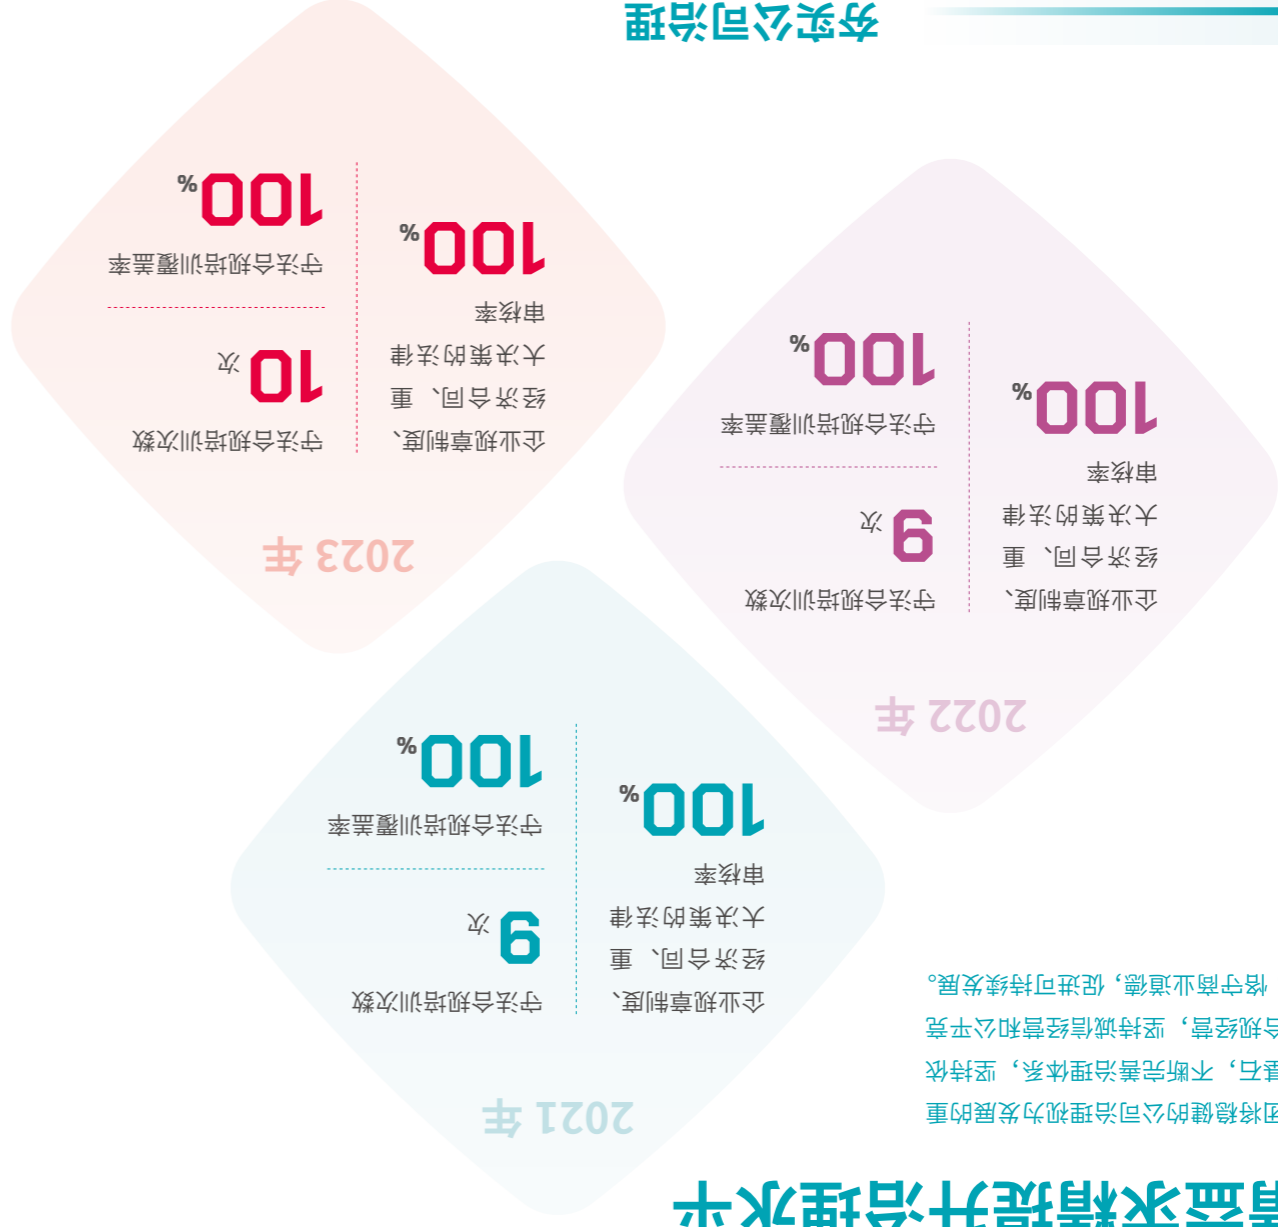 精益求精提升治理水平
团将稳健的公司治理视为发展的重
基石，不断完善治理体系，坚持依
合规经营，坚持诚信经营和公平竞
，恪守商业道德，促进可持续发展。
2021 年
企业规章制度、
经济合同、重
大决策的法律
审核率
100%
守法合规培训次数
9 次
守法合规培训覆盖率
100%
2022 年
企业规章制度、
经济合同、重
大决策的法律
审核率
100%
守法合规培训次数
9 次
守法合规培训覆盖率
100%
2023 年
企业规章制度、
经济合同、重
大决策的法律
审核率
100%
守法合规培训次数
10 次
守法合规培训覆盖率
100%
夯实公司治理